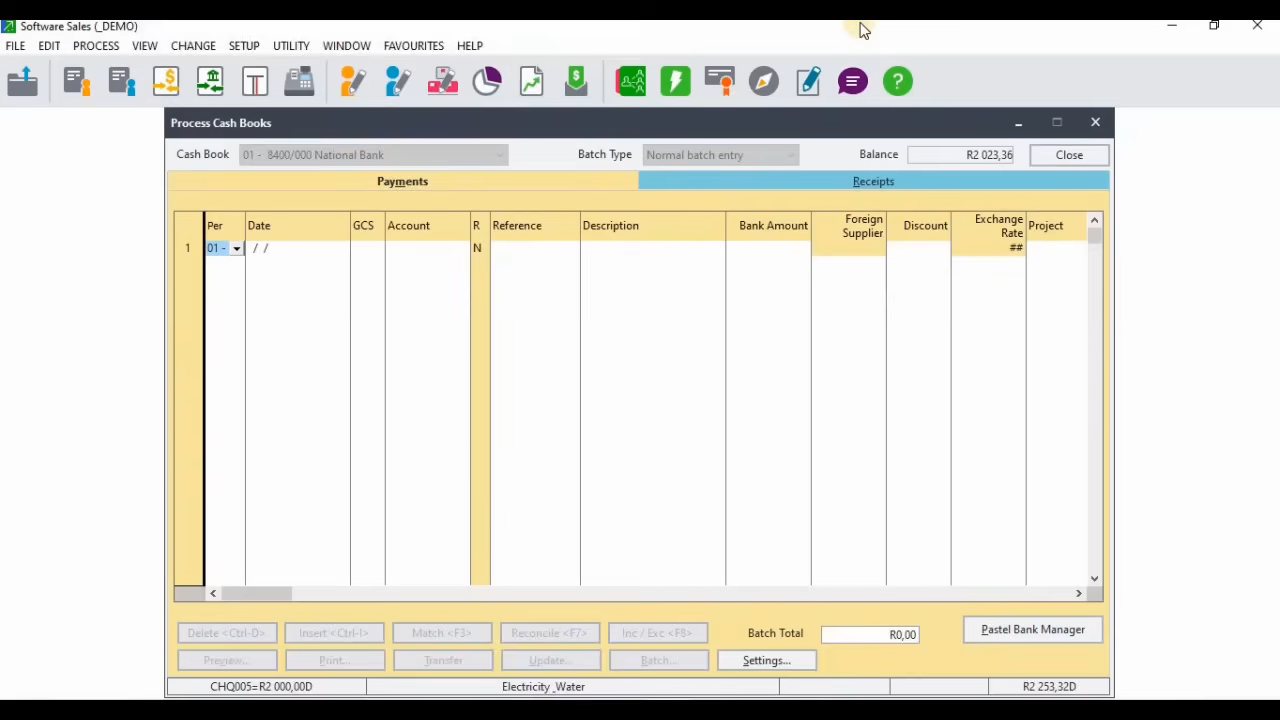 Software Sales (_DEMO)
FILE EDIT PROCESS VIEW CHANGE SETUP UTILITY WINDOW FAVOURITES HELP
Process Cash Books
Cash Book 01 - 8400/000 National Bank Batch Type Normal batch entry Balance R2 023,36 Close
Payments Receipts
Per Date GCS Account R Reference Description Bank Amount Foreign Supplier Discount Exchange Rate Project
1 01 - / / N ##
Delete <Ctrl-D> Insert <Ctrl-I> Match <F3> Reconcile <F7> Inc / Exc <F8> Batch Total R0,00 Pastel Bank Manager
Preview... Print... Transfer Update... Batch... Settings...
CHQ005=R2 000,00D Electricity_Water R2 253,32D